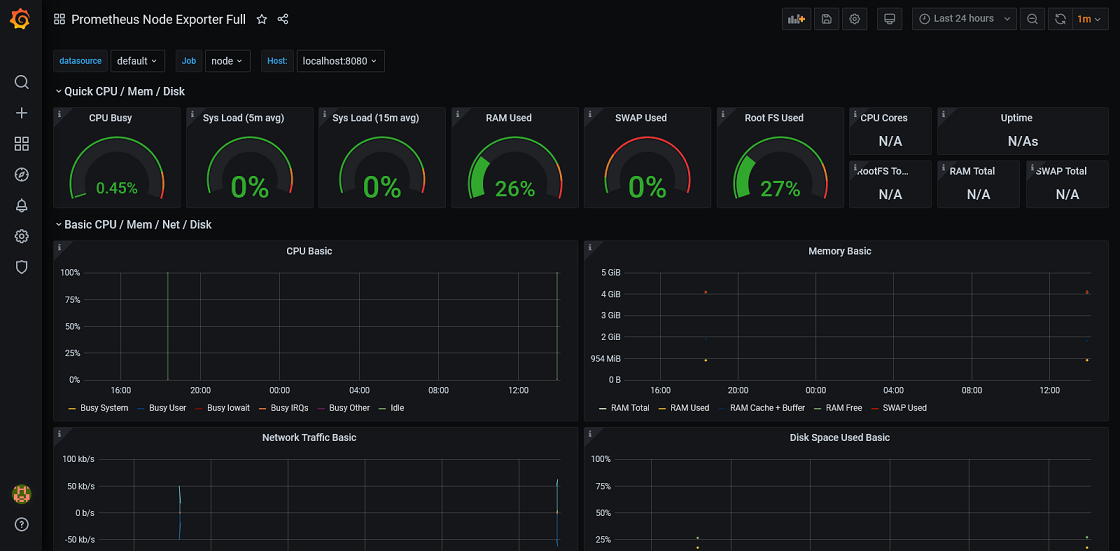 Prometheus Node Exporter Full
Last 24 hours
1m
datasource default Job node Host: localhost:8080
Quick CPU / Mem / Disk
CPU Busy
0.45%
Sys Load (5m avg)
0%
Sys Load (15m avg)
0%
RAM Used
26%
SWAP Used
0%
Root FS Used
27%
CPU Cores
N/A
Uptime
N/As
RootFS To...
N/A
RAM Total
N/A
SWAP Total
N/A
Basic CPU / Mem / Net / Disk
CPU Basic
100%
75%
50%
25%
0%
16:00 20:00 00:00 04:00 08:00 12:00
Busy System Busy User Busy Iowait Busy IRQs Busy Other Idle
Memory Basic
5 GiB
4 GiB
3 GiB
2 GiB
954 MiB
0 B
16:00 20:00 00:00 04:00 08:00 12:00
RAM Total RAM Used RAM Cache + Buffer RAM Free SWAP Used
Network Traffic Basic
100 kb/s
50 kb/s
0 b/s
-50 kb/s
Disk Space Used Basic
100%
75%
50%
25%